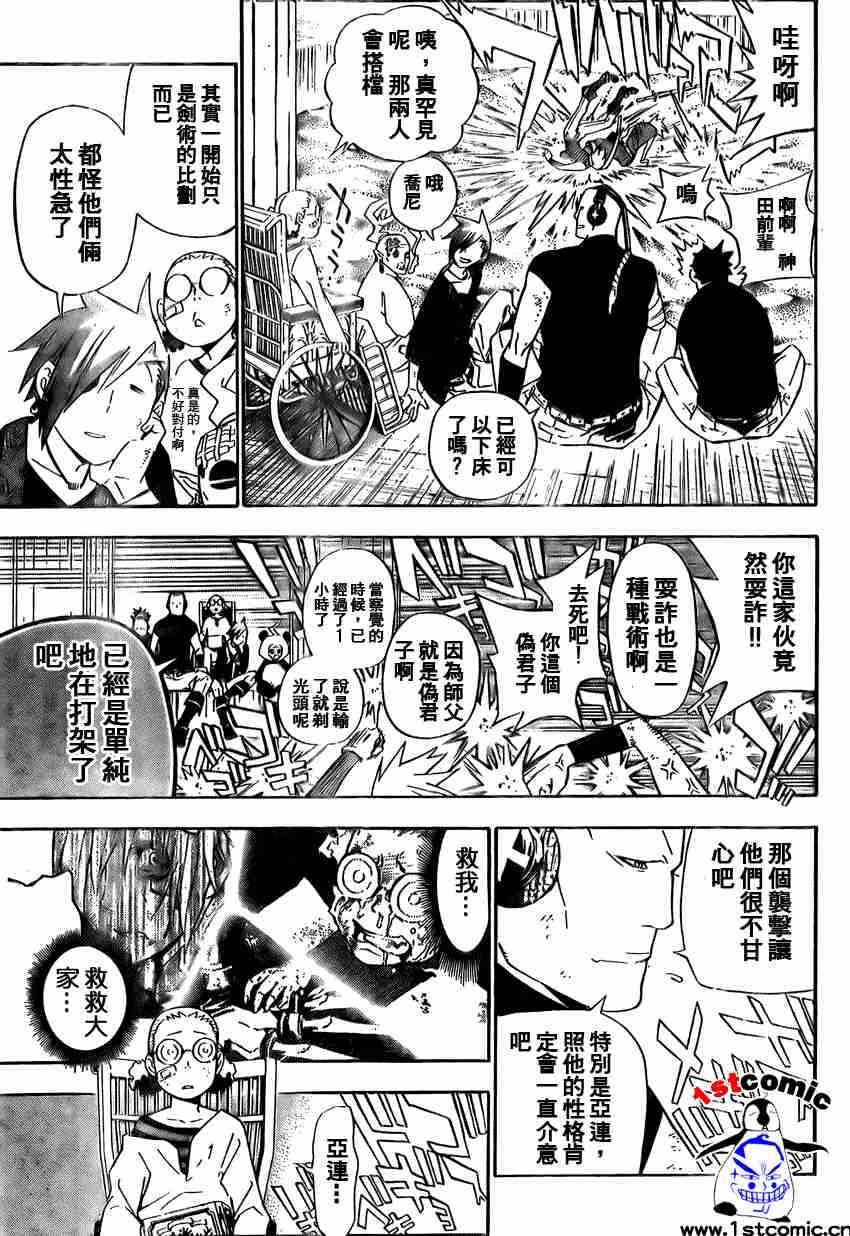 哇呀啊
啊啊 神
田前輩
嗚
咦，真罕見
呢 那兩人
會搭檔
哦
喬尼
已經可
以下床
了嗎？
其實一開始只
是劍術的比劃
而已
都怪他們倆
太性急了
真是的，
不好對付啊
你這家伙竟
然耍詐!!
耍詐也是一
種戰術啊
去死吧！
你這個
偽君子
因為師父
就是偽君
子啊
當察覺的
時候，已
經過了1
小時了
說是輸
了就剃
光頭呢
已經是單純
地在打架了
吧
那個襲擊讓
他們很不甘
心吧
特別是亞連，
照他的性格肯
定會一直介意
吧
救我…
救救大
家…
亞連…
1stcomic
www.1stcomic.cn